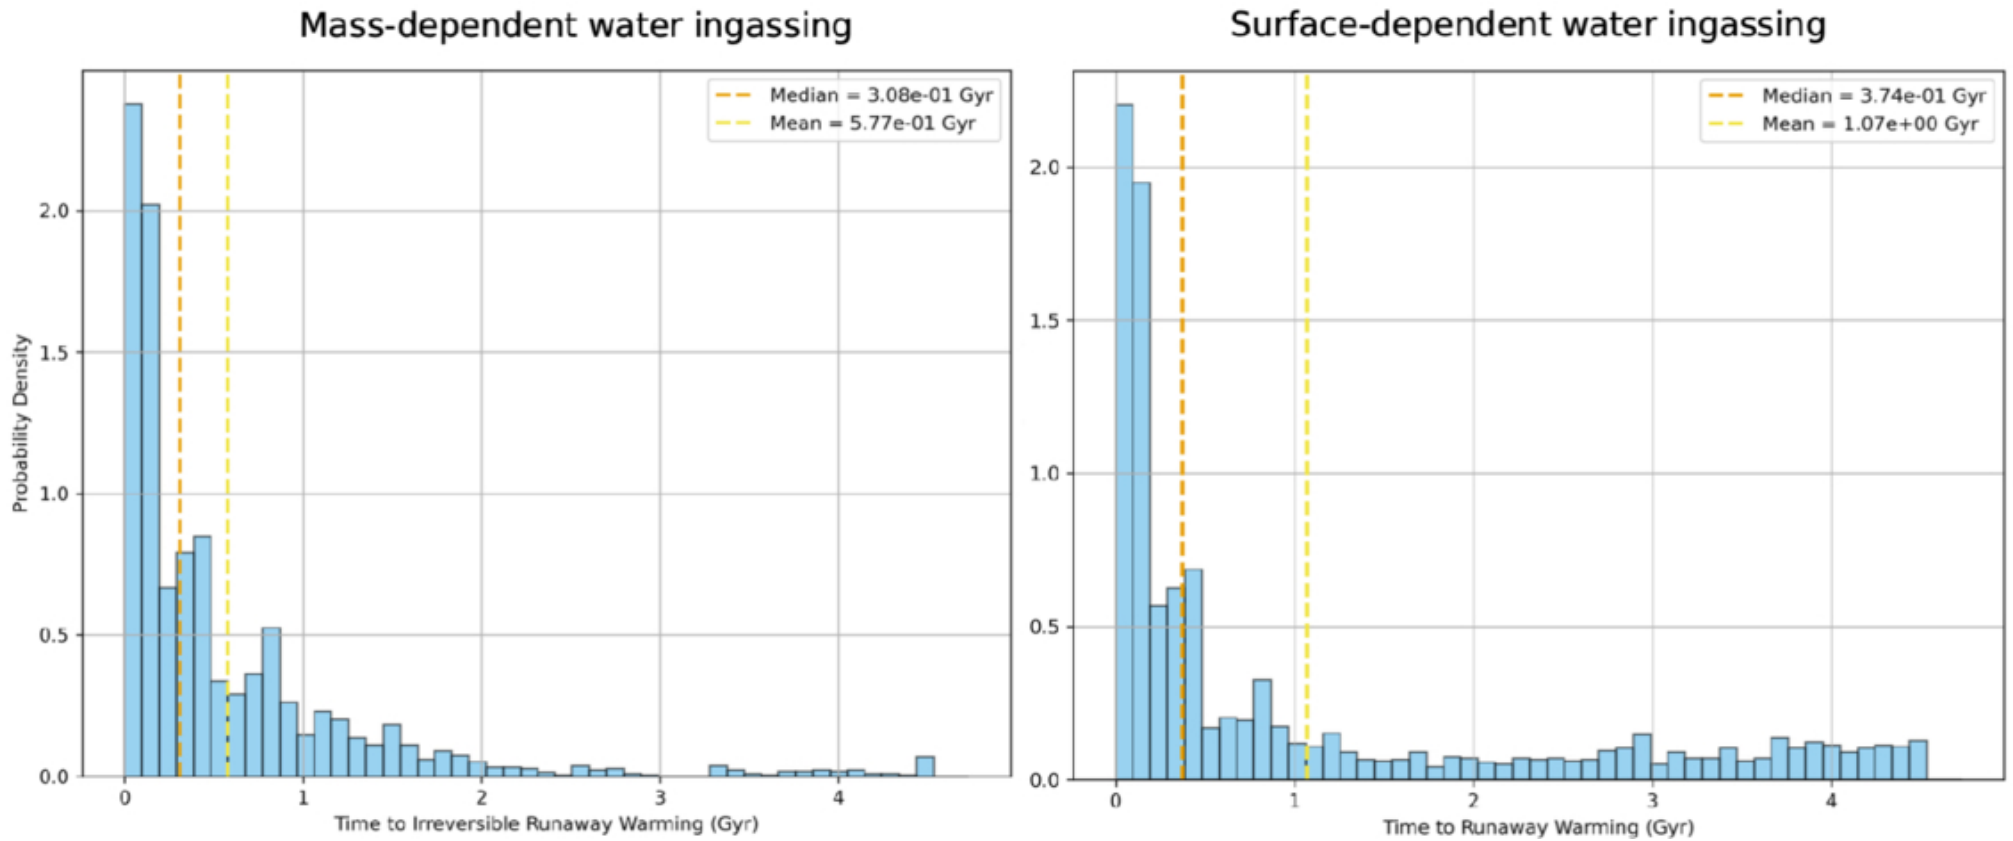 Mass-dependent water ingassing
Median = 3.08e-01 Gyr
Mean = 5.77e-01 Gyr
Probability Density
2.0
1.5
1.0
0.5
0.0
0 1 2 3 4
Time to Irreversible Runaway Warming (Gyr)
Surface-dependent water ingassing
Median = 3.74e-01 Gyr
Mean = 1.07e+00 Gyr
2.0
1.5
1.0
0.5
0.0
0 1 2 3 4
Time to Runaway Warming (Gyr)